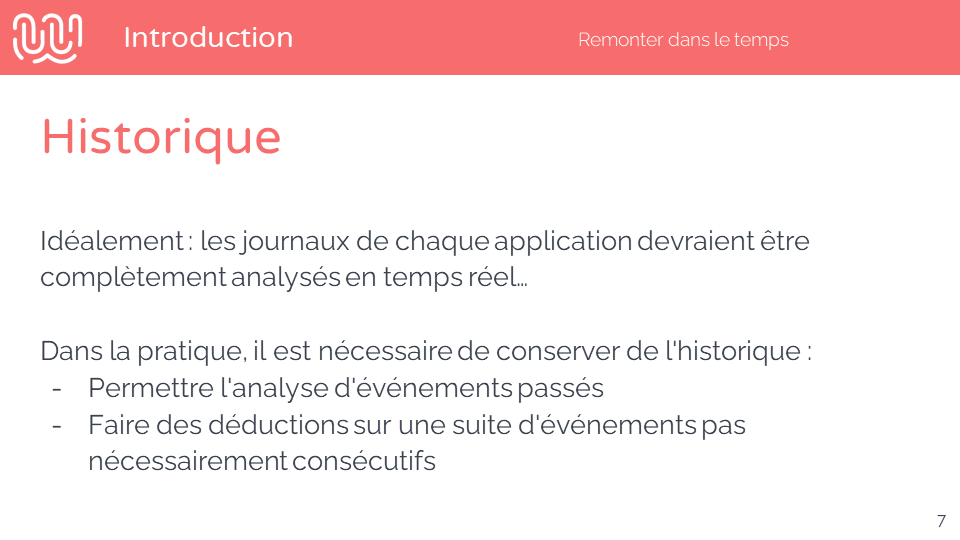 Introduction
Remonter dans le temps
Historique
Idéalement : les journaux de chaque application devraient être
complètement analysés en temps réel…
Dans la pratique, il est nécessaire de conserver de l'historique :
- Permettre l'analyse d'événements passés
- Faire des déductions sur une suite d'événements pas
nécessairement consécutifs
7